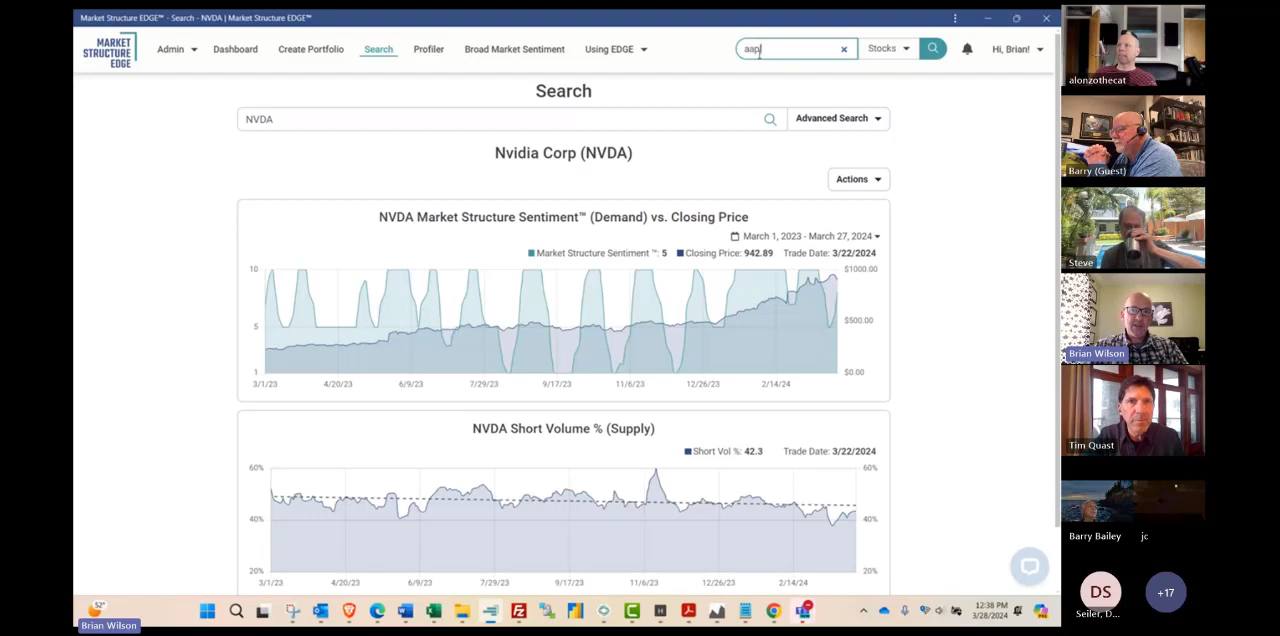 Market Structure EDGE™ - Search - NVDA | Market Structure EDGE™
MARKET
STRUCTURE
EDGE
Admin Dashboard Create Portfolio Search Profiler Broad Market Sentiment Using EDGE aapl Stocks Hi, Brian!
Search
NVDA Advanced Search
Nvidia Corp (NVDA)
Actions
NVDA Market Structure Sentiment™ (Demand) vs. Closing Price
March 1, 2023 - March 27, 2024
Market Structure Sentiment ™: 5 Closing Price: 942.89 Trade Date: 3/22/2024
10 $1000.00
5 $500.00
1 $0.00
3/1/23 4/20/23 6/9/23 7/29/23 9/17/23 11/6/23 12/26/23 2/14/24
NVDA Short Volume % (Supply)
Short Vol %: 42.3 Trade Date: 3/22/2024
60% 60%
40% 40%
20% 20%
3/1/23 4/20/23 6/9/23 7/29/23 9/17/23 11/6/23 12/26/23 2/14/24
52°
12:38 PM
3/28/2024
Brian Wilson
alonzothecat
Barry (Guest)
Steve
Brian Wilson
Tim Quast
Barry Bailey jc
DS +17
Seiler, D...